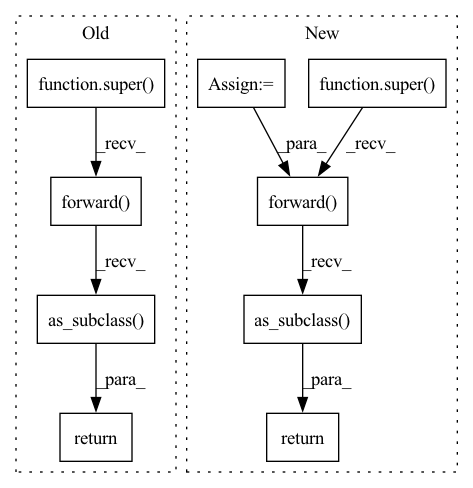 Old
New
function.super()
Assign:=
function.super()
_recv_
_para_
_recv_
forward()
forward()
_recv_
_recv_
as_subclass()
as_subclass()
_para_
_para_
return
return